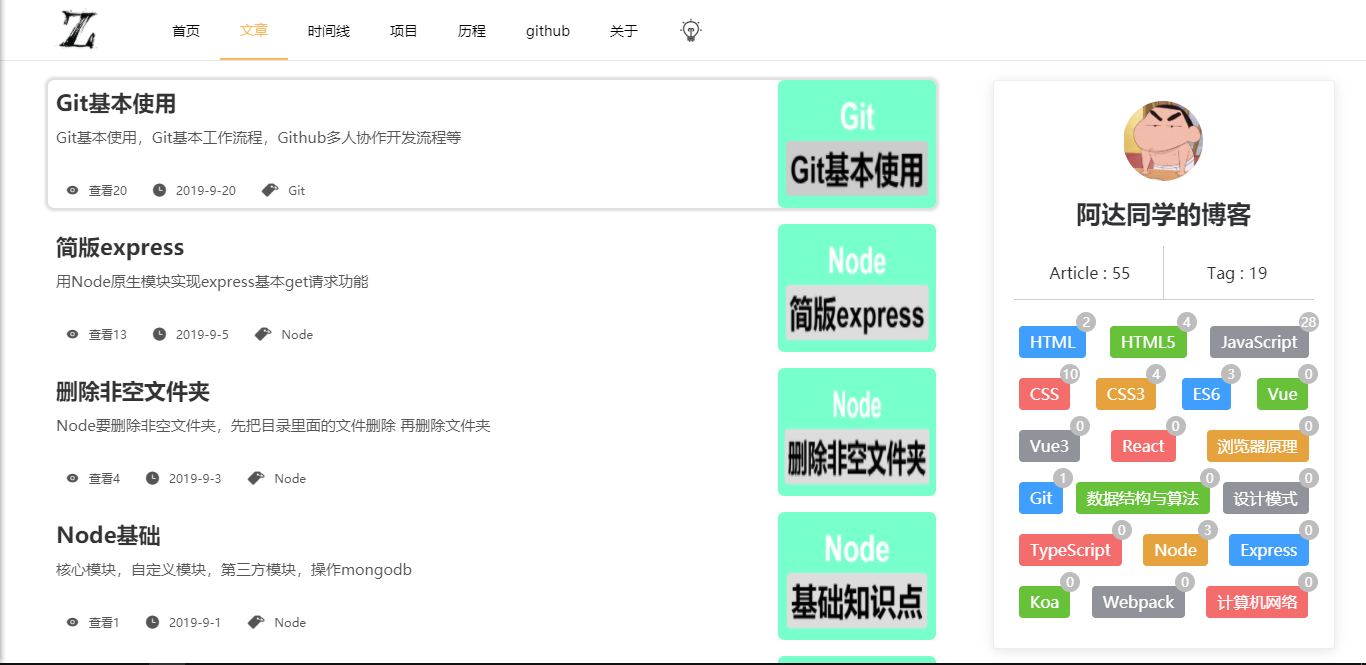 Z
首页 文章 时间线 项目 历程 github 关于
Git基本使用
Git基本使用，Git基本工作流程，Github多人协作开发流程等
查看20 2019-9-20 Git
Git
Git基本使用
简版express
用Node原生模块实现express基本get请求功能
查看13 2019-9-5 Node
Node
简版express
删除非空文件夹
Node要删除非空文件夹，先把目录里面的文件删除 再删除文件夹
查看4 2019-9-3 Node
Node
删除非空文件夹
Node基础
核心模块，自定义模块，第三方模块，操作mongodb
查看1 2019-9-1 Node
Node
基础知识点
阿达同学的博客
Article : 55 Tag : 19
HTML 2 HTML5 4 JavaScript 28
CSS 10 CSS3 4 ES6 3 Vue 0
Vue3 0 React 0 浏览器原理 0
Git 1 数据结构与算法 0 设计模式 0
TypeScript 0 Node 3 Express 0
Koa 0 Webpack 0 计算机网络 0